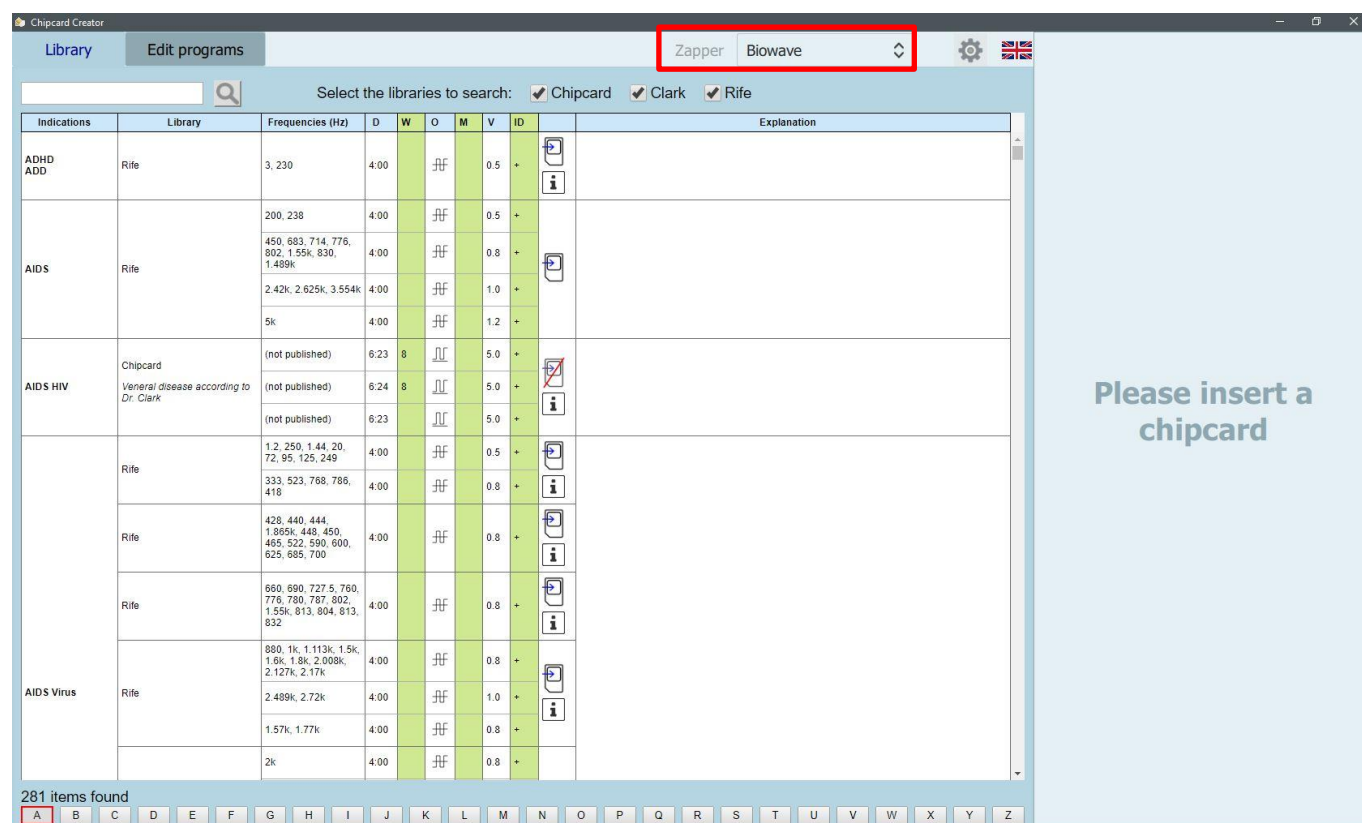 Chipcard Creator
Library Edit programs Zapper Biowave
Select the libraries to search: Chipcard Clark Rife
Indications Library Frequencies (Hz) D W O M V ID Explanation
ADHD
ADD
Rife
3, 230 4:00 0.5 +
AIDS
Rife
200, 238 4:00 0.5 +
450, 683, 714, 776,
802, 1.55k, 830,
1.489k
4:00 0.8 +
2.42k, 2.625k, 3.554k 4:00 1.0 +
5k 4:00 1.2 +
AIDS HIV
Chipcard
Veneral disease according to
Dr. Clark
(not published) 6:23 8 5.0 +
(not published) 6:24 8 5.0 +
(not published) 6:23 5.0 +
AIDS Virus
Rife
1.2, 250, 1.44, 20,
72, 95, 125, 249
4:00 0.5 +
333, 523, 768, 786,
418
4:00 0.8 +
Rife
428, 440, 444,
1.865k, 448, 450,
465, 522, 590, 600,
625, 685, 700
4:00 0.8 +
Rife
660, 690, 727.5, 760,
776, 780, 787, 802,
1.55k, 813, 804, 813,
832
4:00 0.8 +
Rife
880, 1k, 1.113k, 1.5k,
1.6k, 1.8k, 2.008k,
2.127k, 2.17k
4:00 0.8 +
2.489k, 2.72k 4:00 1.0 +
1.57k, 1.77k 4:00 0.8 +
2k 4:00 0.8 +
Please insert a
chipcard
281 items found
A B C D E F G H I J K L M N O P Q R S T U V W X Y Z